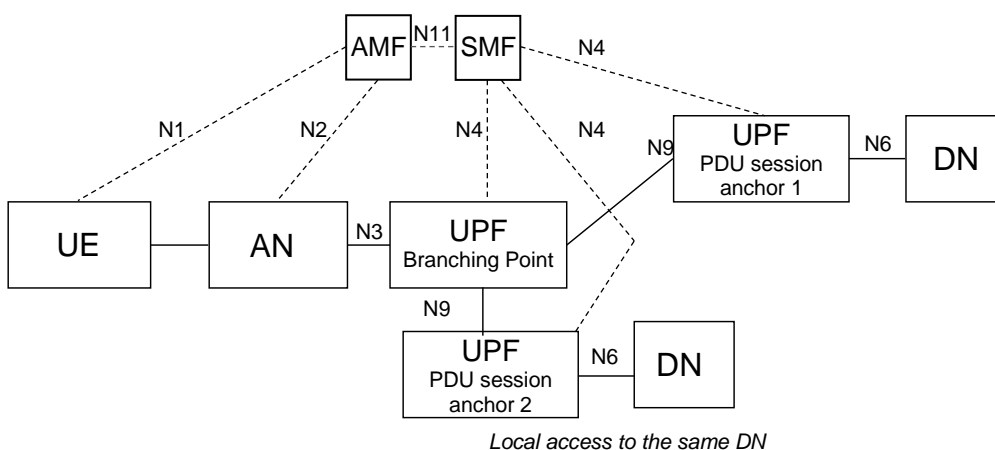 N11
AMF
SMF
N4
N1
N2
N4
N4
UPF
PDU session
anchor 1
N9
N6
DN
UE
AN
N3
UPF
Branching Point
N9
UPF
PDU session
anchor 2
N6
DN
Local access to the same DN